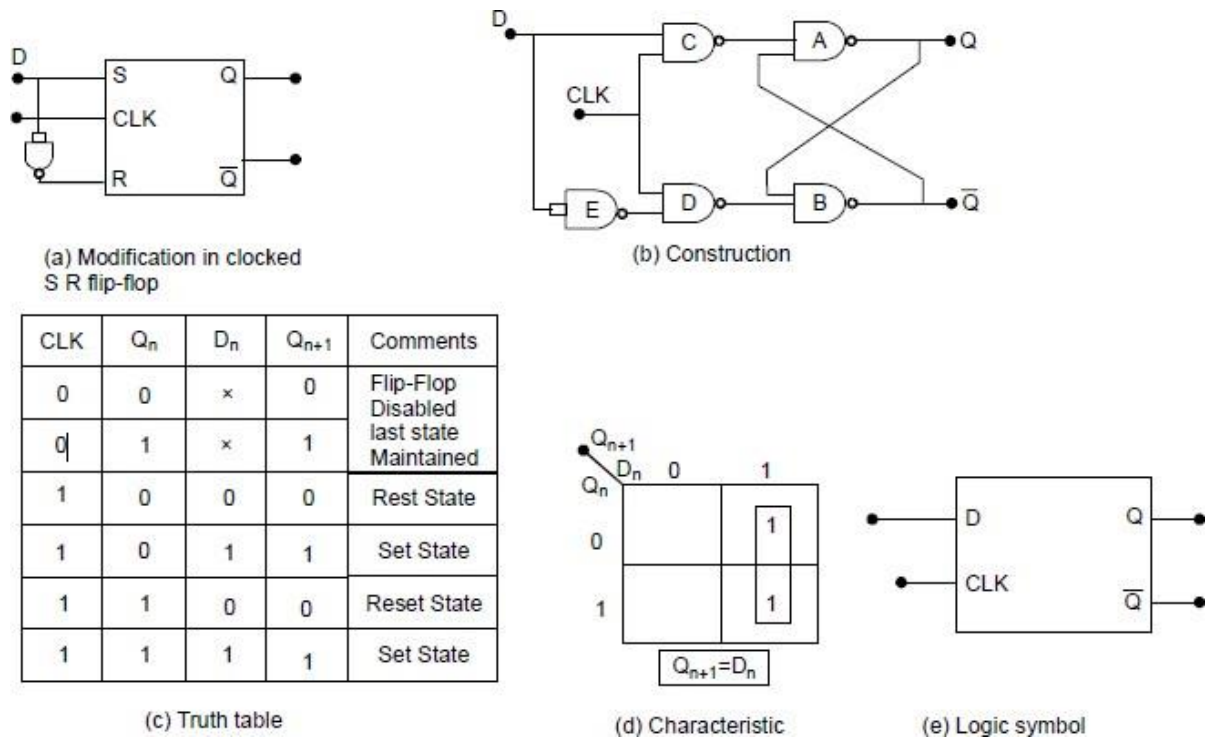 D
S
Q
CLK
R
Q̅
(a) Modification in clocked
S R flip-flop
D
C
A
Q
CLK
E
D
B
Q̅
(b) Construction
CLK Qn Dn Qn+1 Comments
0 0 × 0 Flip-Flop
Disabled
0 1 × 1 last state
Maintained
1 0 0 0 Rest State
1 0 1 1 Set State
1 1 0 0 Reset State
1 1 1 1 Set State
(c) Truth table
Qn+1
Dn 0 1
Qn
0 1
1 1
Qn+1=Dn
(d) Characteristic
D Q
CLK
Q̅
(e) Logic symbol